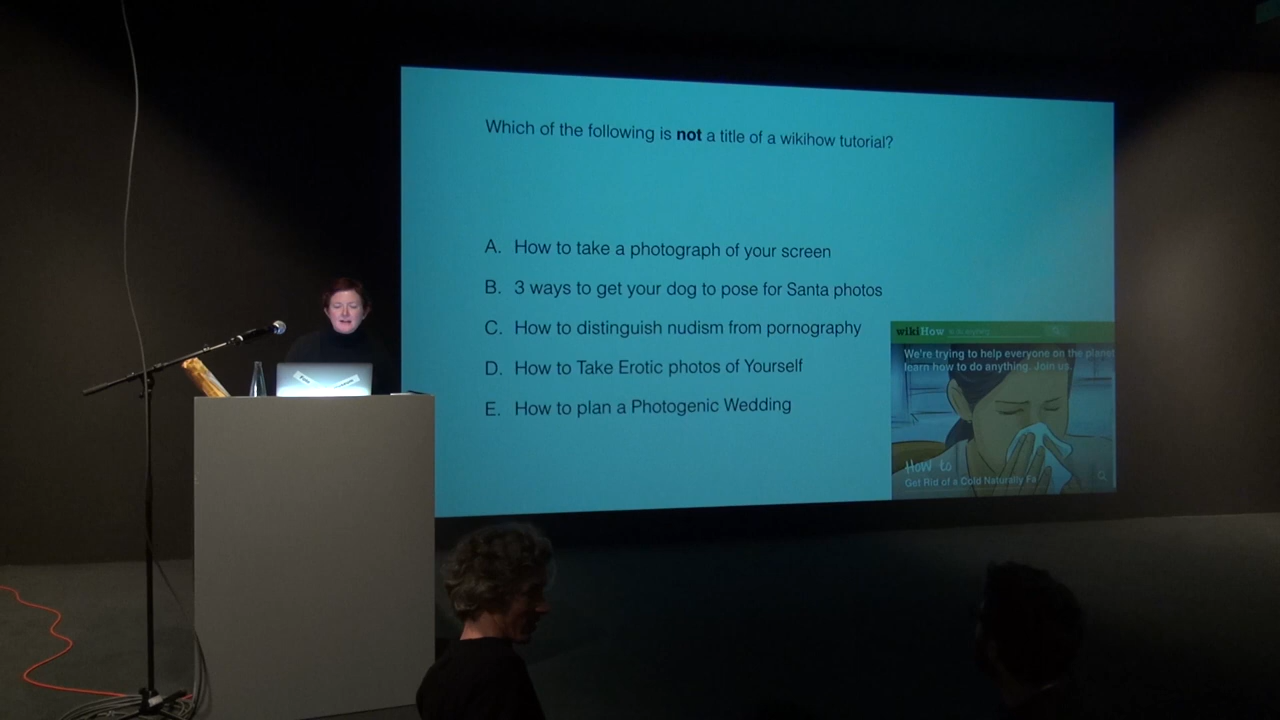 Which of the following is not a title of a wikihow tutorial?
A. How to take a photograph of your screen
B. 3 ways to get your dog to pose for Santa photos
C. How to distinguish nudism from pornography
D. How to Take Erotic photos of Yourself
E. How to plan a Photogenic Wedding
wikiHow
We're trying to help everyone on the planet
learn how to do anything. Join us.
How to
Get Rid of a Cold Naturally Fa